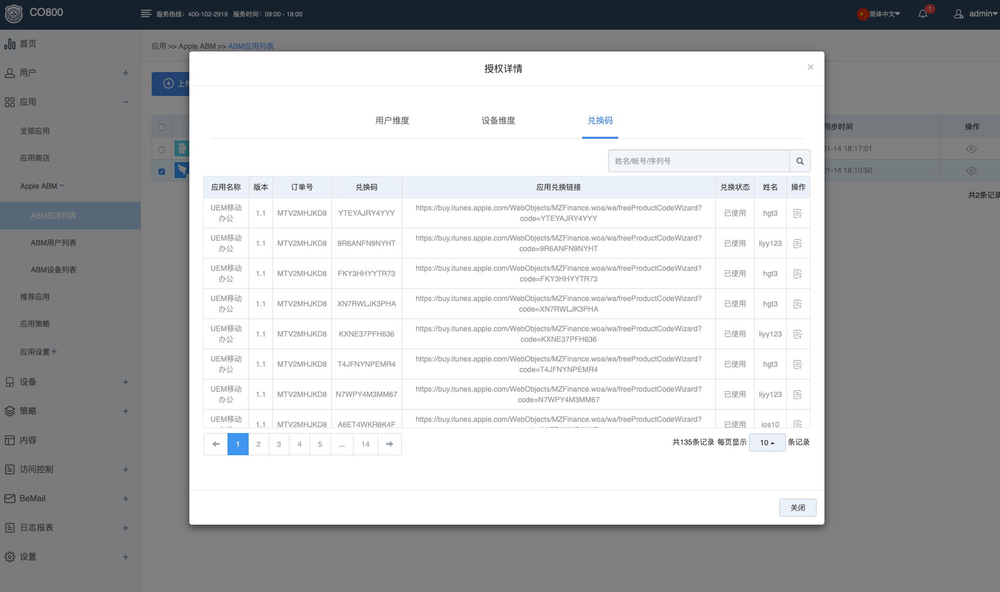 CO800
服务热线：400-102-2919 服务时间：09:00 - 18:00
简体中文
1
admin
首页
用户
应用
全部应用
应用商店
Apple ABM
ABM应用列表
ABM用户列表
ABM设备列表
推荐应用
应用策略
应用设置
设备
策略
内容
访问控制
BeMail
日志报表
设置
应用 >> Apple ABM >> ABM应用列表
上
同步时间 操作
01-14 18:17:01
01-14 18:10:50
共2条记录
授权详情
×
用户维度 设备维度 兑换码
姓名/帐号/序列号
应用名称 版本 订单号 兑换码 应用兑换链接 兑换状态 姓名 操作
UEM移动办公 1.1 MTV2MHJKD8 YTEYAJRY4YYY https://buy.itunes.apple.com/WebObjects/MZFinance.woa/wa/freeProductCodeWizard?code=YTEYAJRY4YYY 已使用 hgt3
UEM移动办公 1.1 MTV2MHJKD8 9R6ANFN9NYHT https://buy.itunes.apple.com/WebObjects/MZFinance.woa/wa/freeProductCodeWizard?code=9R6ANFN9NYHT 已使用 liyy123
UEM移动办公 1.1 MTV2MHJKD8 FKY3HHYYTR73 https://buy.itunes.apple.com/WebObjects/MZFinance.woa/wa/freeProductCodeWizard?code=FKY3HHYYTR73 已使用 hgt3
UEM移动办公 1.1 MTV2MHJKD8 XN7RWLJK3PHA https://buy.itunes.apple.com/WebObjects/MZFinance.woa/wa/freeProductCodeWizard?code=XN7RWLJK3PHA 已使用 hgt3
UEM移动办公 1.1 MTV2MHJKD8 KXNE37PFH636 https://buy.itunes.apple.com/WebObjects/MZFinance.woa/wa/freeProductCodeWizard?code=KXNE37PFH636 已使用 liyy123
UEM移动办公 1.1 MTV2MHJKD8 T4JFNYNPEMR4 https://buy.itunes.apple.com/WebObjects/MZFinance.woa/wa/freeProductCodeWizard?code=T4JFNYNPEMR4 已使用 hgt3
UEM移动办公 1.1 MTV2MHJKD8 N7WPY4M3MM67 https://buy.itunes.apple.com/WebObjects/MZFinance.woa/wa/freeProductCodeWizard?code=N7WPY4M3MM67 已使用 liyy123
UEM移动 1.1 MTV2MHJKD8 A6ET4WKR6K4F https://buy.itunes.apple.com/WebObjects/MZFinance.woa/wa/freeProductCodeWizard? 已使用 ios10
1 2 3 4 5 ... 14
共135条记录 每页显示 10 条记录
关闭